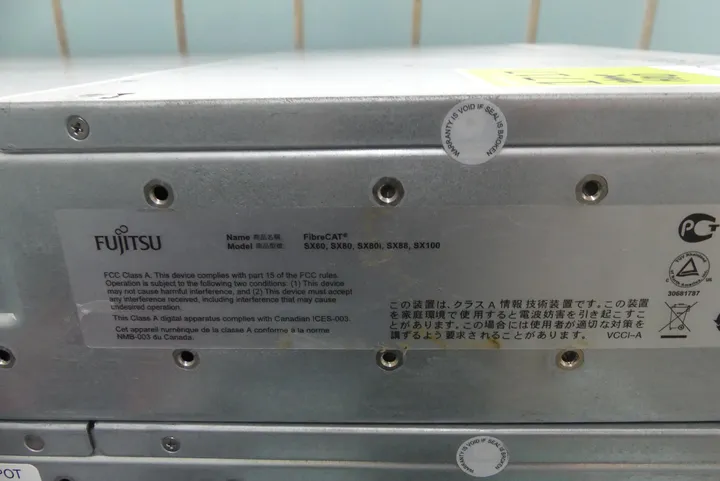 WARRANTY IS VOID IF SEAL IS BROKEN
FUJITSU
Name 商品名稱: FibreCAT®
Model 商品型號: SX60, SX80, SX80i, SX88, SX100
FCC Class A. This device complies with part 15 of the FCC rules.
Operation is subject to the following two conditions: (1) This device
may not cause harmful interference, and (2) This device must accept
any interference received, including interference that may cause
undesired operation.
This Class A digital apparatus complies with Canadian ICES-003.
Cet appareil numérique de la classe A conforme à la norme
NMB-003 du Canada.
この装置は、クラスA情報技術装置です。この装置
を家庭環境で使用すると電波妨害を引き起こすこ
とがあります。この場合には使用者が適切な対策を
講ずるよう要求されることがあります。 VCCI-A
30681797
WARRANTY IS VOID IF SEAL IS BROKEN
POT